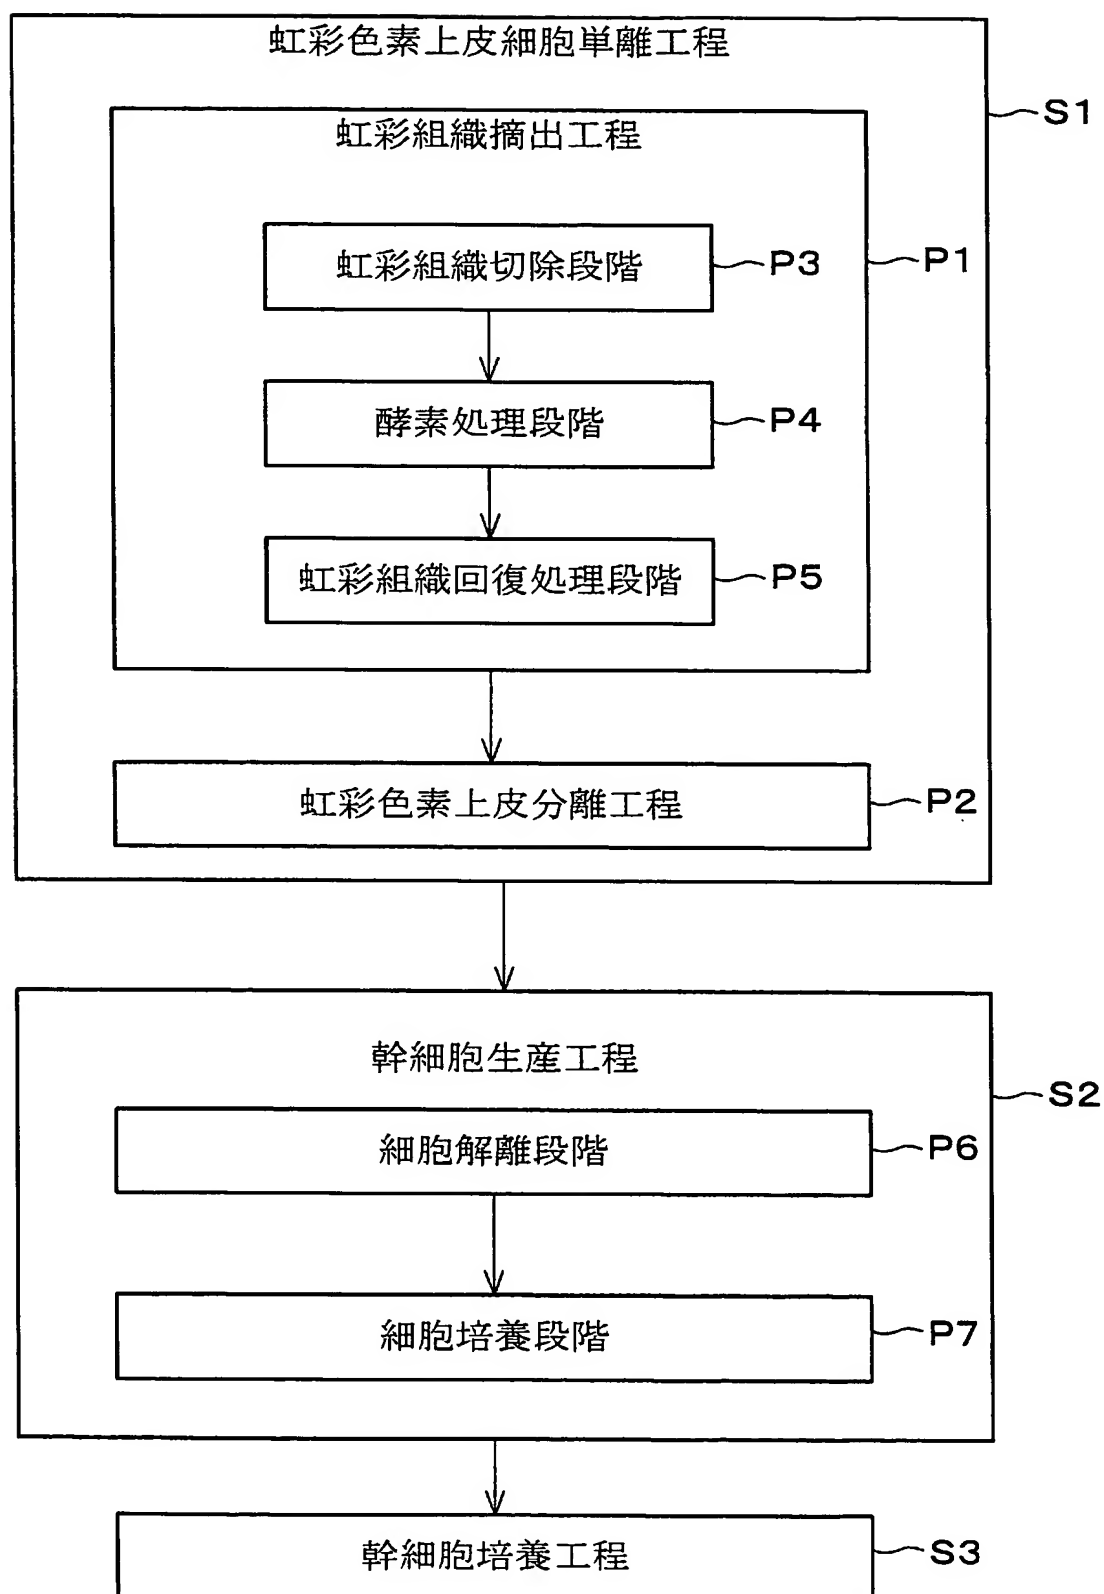 虹彩色素上皮細胞単離工程
S1
虹彩組織摘出工程
P1
虹彩組織切除段階
P3
酵素処理段階
P4
虹彩組織回復処理段階
P5
虹彩色素上皮分離工程
P2
幹細胞生産工程
S2
細胞解離段階
P6
細胞培養段階
P7
幹細胞培養工程
S3